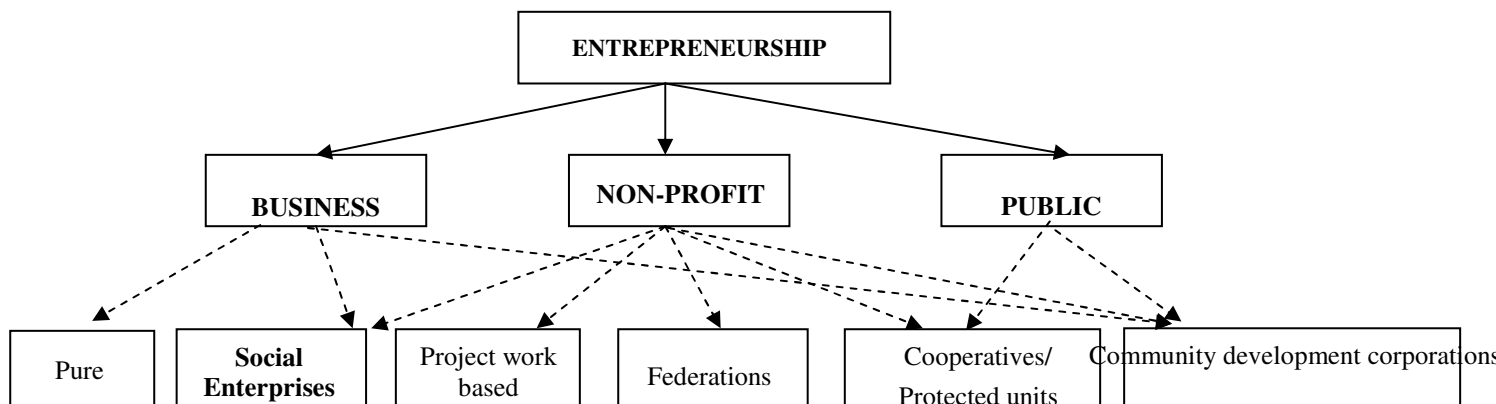 ENTREPRENEURSHIP
BUSINESS
NON-PROFIT
PUBLIC
Pure
Social
Enterprises
Project work
based
Federations
Cooperatives/
Protected units
Community development corporations